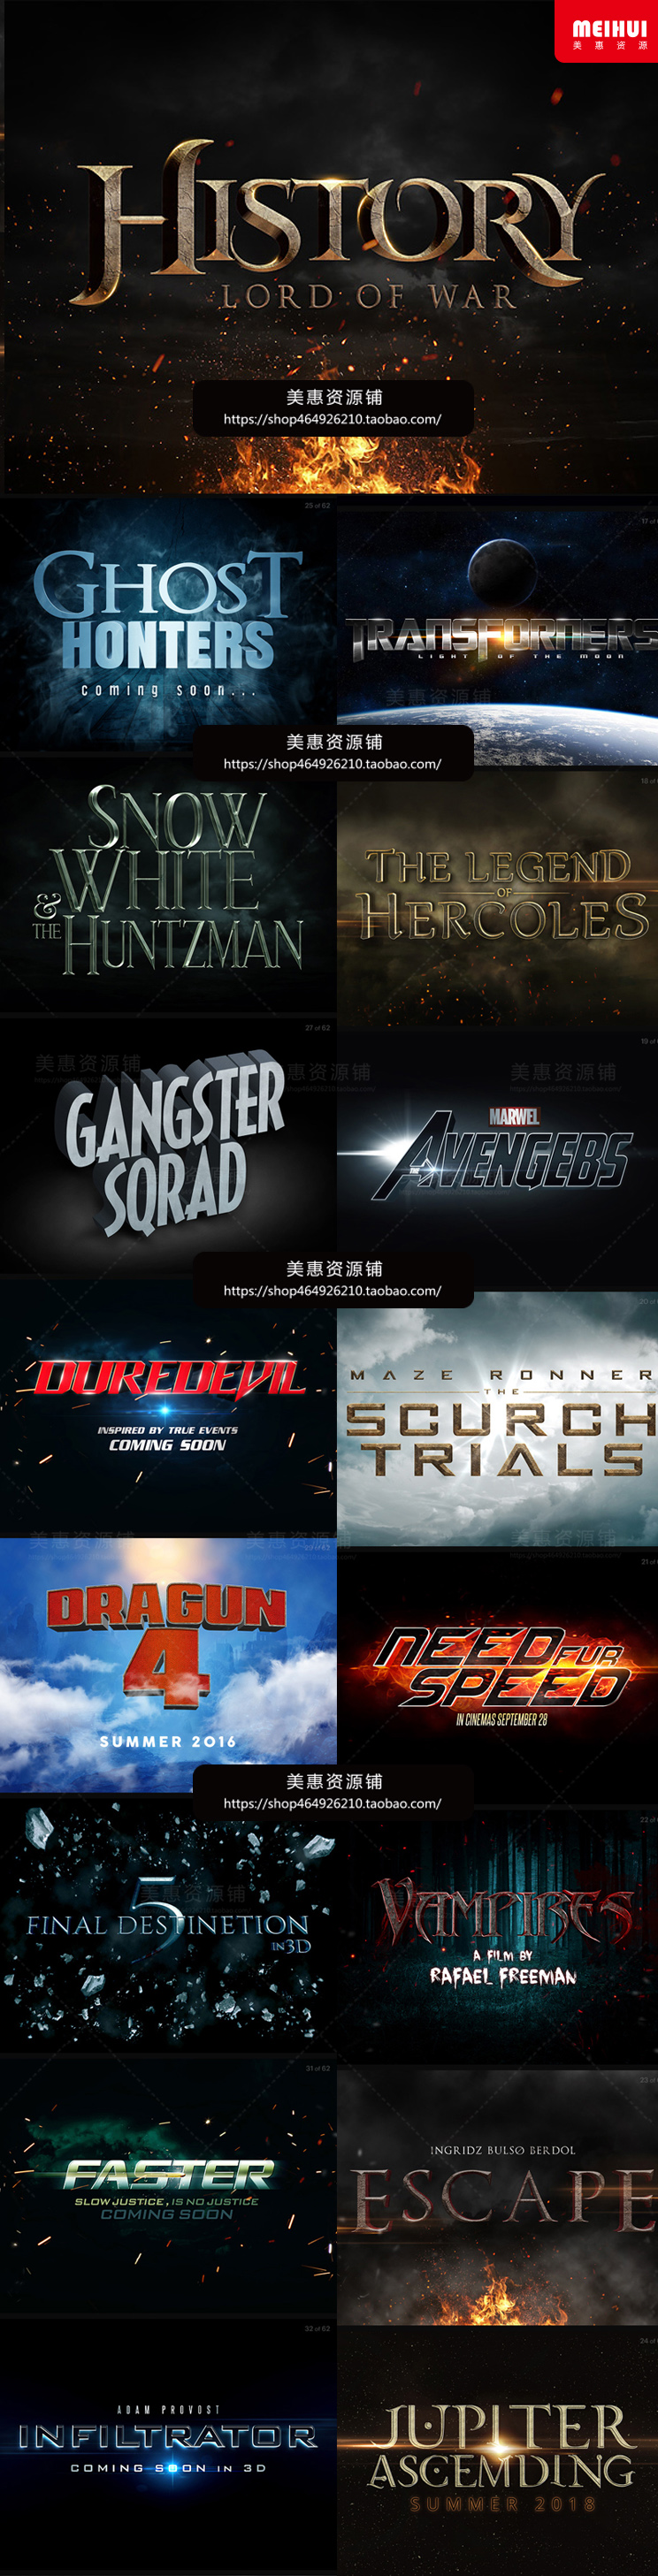 MEIHUI
美惠资源
HISTORY
LORD OF WAR
美惠资源铺
https://shop464926210.taobao.com/
25 of 62
GHOST
HONTERS
coming soon...
17 of
TRANSFORNERS
LIGHT OF THE MOON
美惠资源铺
美惠资源铺
https://shop464926210.taobao.com/
SNOW
WHITE
&
THE HUNTZMAN
18 of
THE LEGEND
OF
HERCOLES
27 of 62
美惠资源铺
GANGSTER
SQRAD
19 of
美惠资源铺
美惠资源铺
MARVEL
THE
AVENGEBS
美惠资源铺
https://shop464926210.taobao.com/
DUREDEVIL
INSPIRED BY TRUE EVENTS
COMING SOON
20 of
MAZE RONNER
THE
SCURCH
TRIALS
美惠资源铺
美惠资源铺
美惠资源铺
DRAGUN
4
SUMMER 2016
21 of
NEED FUR
SPEED
IN CINEMAS SEPTEMBER 28
美惠资源铺
https://shop464926210.taobao.com/
5
FINAL DESTINETION
IN 3D
美惠资源铺
22 of
VAMPIRES
A FILM BY
RAFAEL FREEMAN
31 of 62
FASTER
SLOW JUSTICE, IS NO JUSTICE
COMING SOON
23 of
INGRIDZ BULSO BERDOL
ESCAPE
32 of 62
ADAM PROVOST
INFILTRATOR
COMING SOON IN 3D
24 of
JUPITER
ASCEMDING
SUMMER 2018